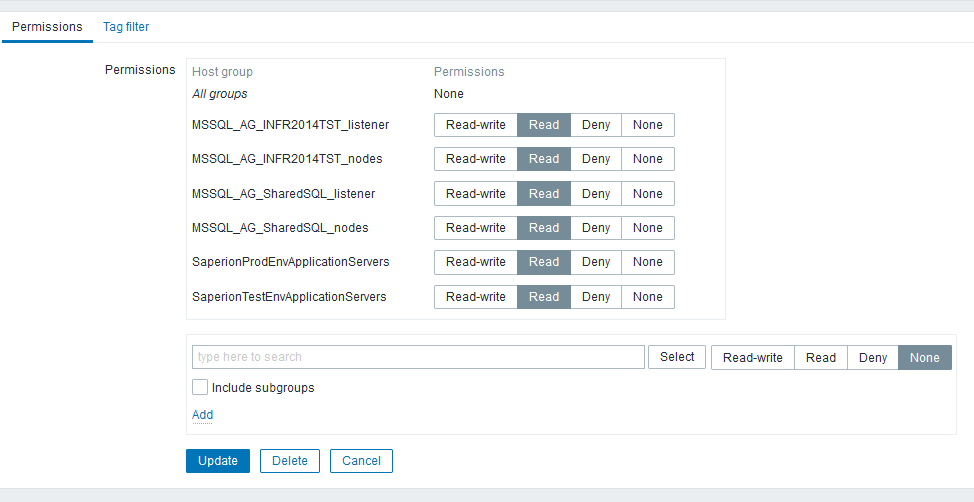 Permissions Tag filter
Permissions Host group Permissions
All groups None
MSSQL_AG_INFR2014TST_listener Read-write Read Deny None
MSSQL_AG_INFR2014TST_nodes Read-write Read Deny None
MSSQL_AG_SharedSQL_listener Read-write Read Deny None
MSSQL_AG_SharedSQL_nodes Read-write Read Deny None
SaperionProdEnvApplicationServers Read-write Read Deny None
SaperionTestEnvApplicationServers Read-write Read Deny None
type here to search Select Read-write Read Deny None
Include subgroups
Add
Update Delete Cancel